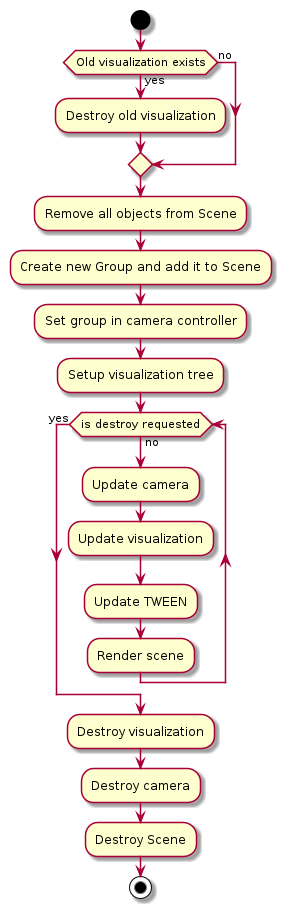 Old visualization exists
no
yes
Destroy old visualization
Remove all objects from Scene
Create new Group and add it to Scene
Set group in camera controller
Setup visualization tree
yes
is destroy requested
no
Update camera
Update visualization
Update TWEEN
Render scene
Destroy visualization
Destroy camera
Destroy Scene